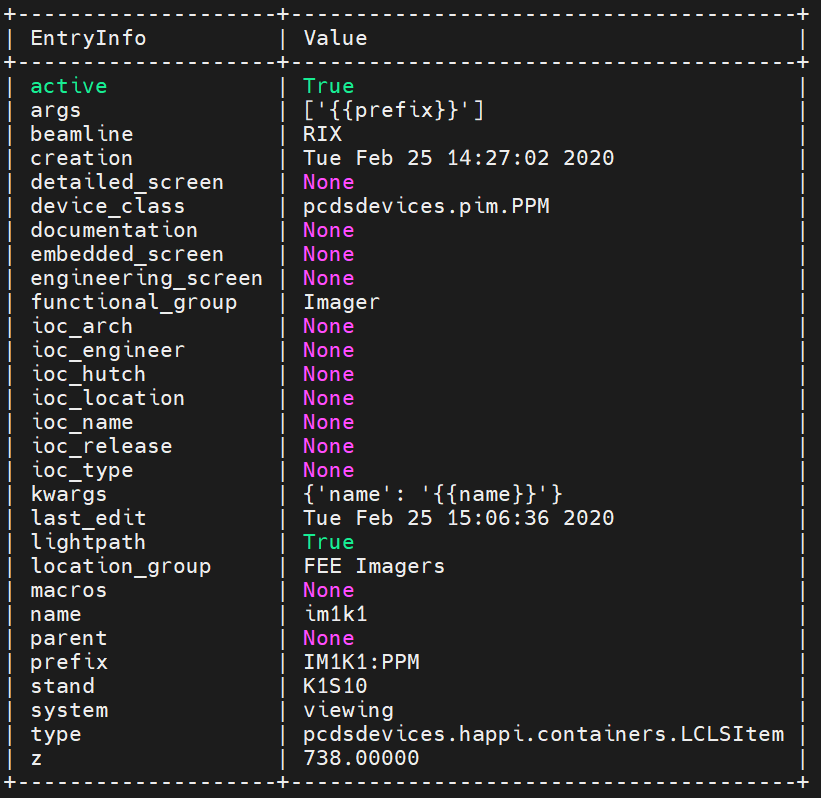 +--------------------+----------------------------------------+
| EntryInfo          | Value                                  |
+--------------------+----------------------------------------+
| active             | True                                   |
| args               | ['{{prefix}}']                         |
| beamline           | RIX                                    |
| creation           | Tue Feb 25 14:27:02 2020               |
| detailed_screen    | None                                   |
| device_class       | pcdsdevices.pim.PPM                    |
| documentation      | None                                   |
| embedded_screen    | None                                   |
| engineering_screen | None                                   |
| functional_group   | Imager                                 |
| ioc_arch           | None                                   |
| ioc_engineer       | None                                   |
| ioc_hutch          | None                                   |
| ioc_location       | None                                   |
| ioc_name           | None                                   |
| ioc_release        | None                                   |
| ioc_type           | None                                   |
| kwargs             | {'name': '{{name}}'}                   |
| last_edit          | Tue Feb 25 15:06:36 2020               |
| lightpath          | True                                   |
| location_group     | FEE Imagers                            |
| macros             | None                                   |
| name               | im1k1                                  |
| parent             | None                                   |
| prefix             | IM1K1:PPM                              |
| stand              | K1S10                                  |
| system             | viewing                                |
| type               | pcdsdevices.happi.containers.LCLSItem  |
| z                  | 738.00000                              |
+--------------------+----------------------------------------+